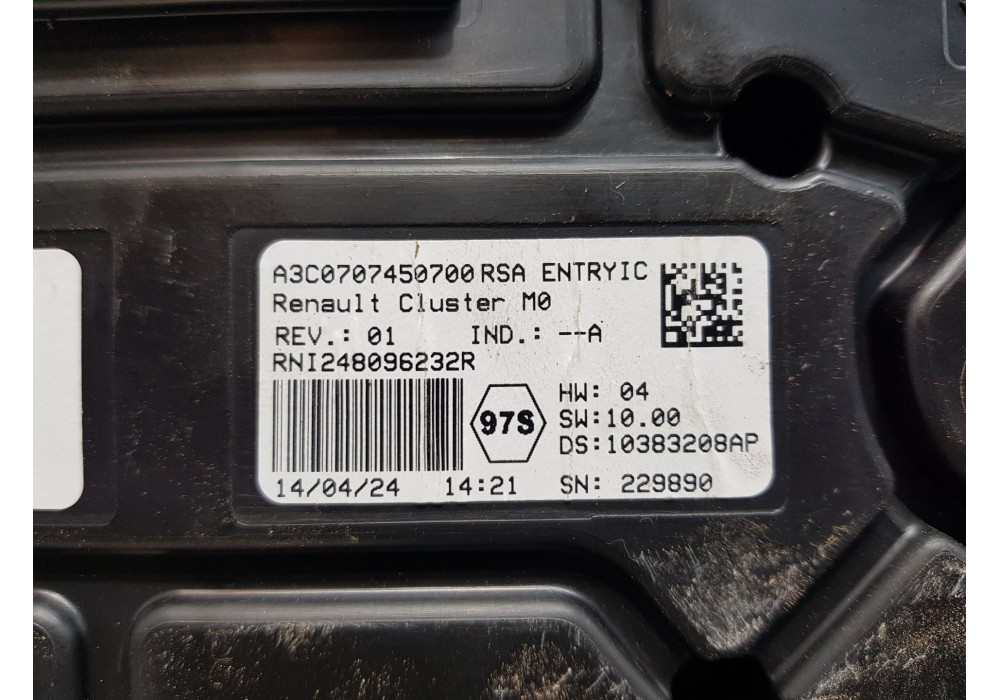 A3C0707450700 RSA ENTRYIC
Renault Cluster M0
REV.: 01 IND.: --A
RNI248096232R
97S
HW: 04
SW:10.00
DS:10383208AP
14/04/24 14:21 SN: 229890